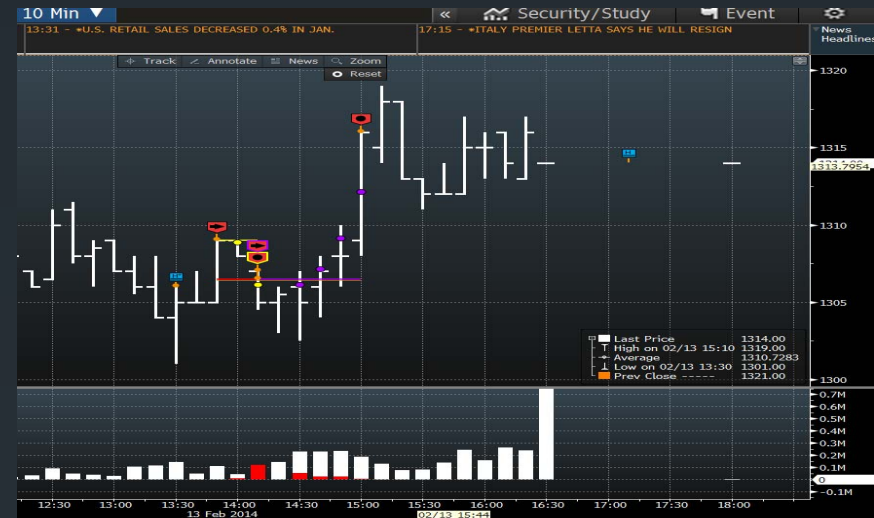 10 Min « Security/Study Event
13:31 - *U.S. RETAIL SALES DECREASED 0.4% IN JAN.
17:15 - *ITALY PREMIER LETTA SAYS HE WILL RESIGN
News
Headlines
Track Annotate News Zoom
Reset
1320
1315
1313.7954
1310
1305
1300
Last Price 1314.00
High on 02/13 15:10 1319.00
Average 1310.7283
Low on 02/13 13:30 1301.00
Prev Close ----- 1321.00
0.7M
0.6M
0.5M
0.4M
0.3M
0.2M
0.1M
0
-0.1M
12:30 13:00 13:30 14:00 14:30 15:00 15:30 16:00 16:30 17:00 17:30 18:00
13 Feb 2014 02/13 15:44